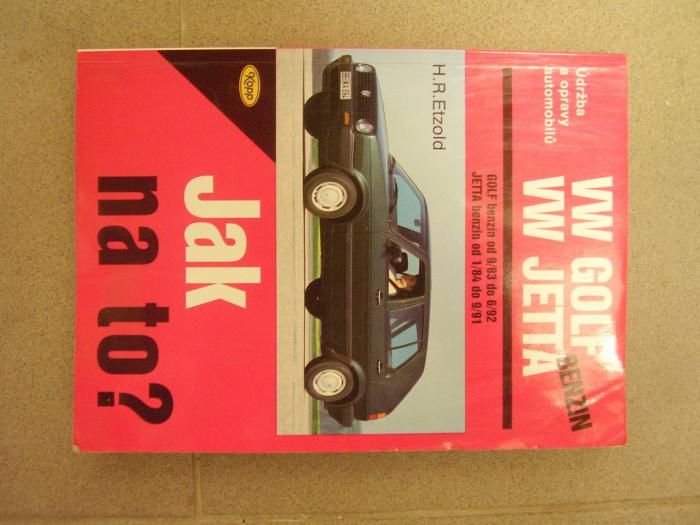 Údržba
a opravy
automobilů
VW GOLF
VW JETTA
BENZIN
GOLF benzin od 9/83 do 6/92
JETTA benzin od 1/84 do 9/91
H.R.Etzold
Kopp
Jak
na to?